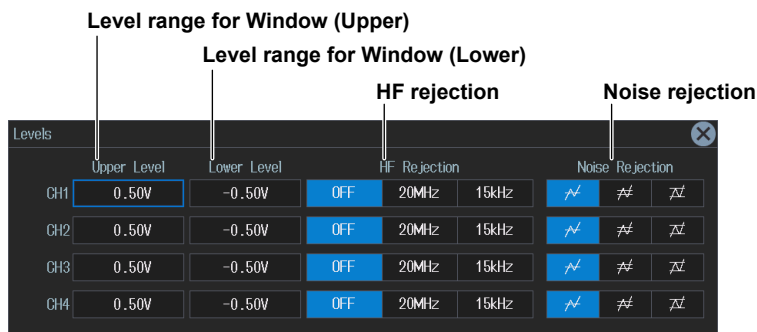 Level range for Window (Upper)
Level range for Window (Lower)
HF rejection Noise rejection
Levels
Upper Level Lower Level HF Rejection Noise Rejection
CH1 0.50V -0.50V OFF 20MHz 15kHz
CH2 0.50V -0.50V OFF 20MHz 15kHz
CH3 0.50V -0.50V OFF 20MHz 15kHz
CH4 0.50V -0.50V OFF 20MHz 15kHz